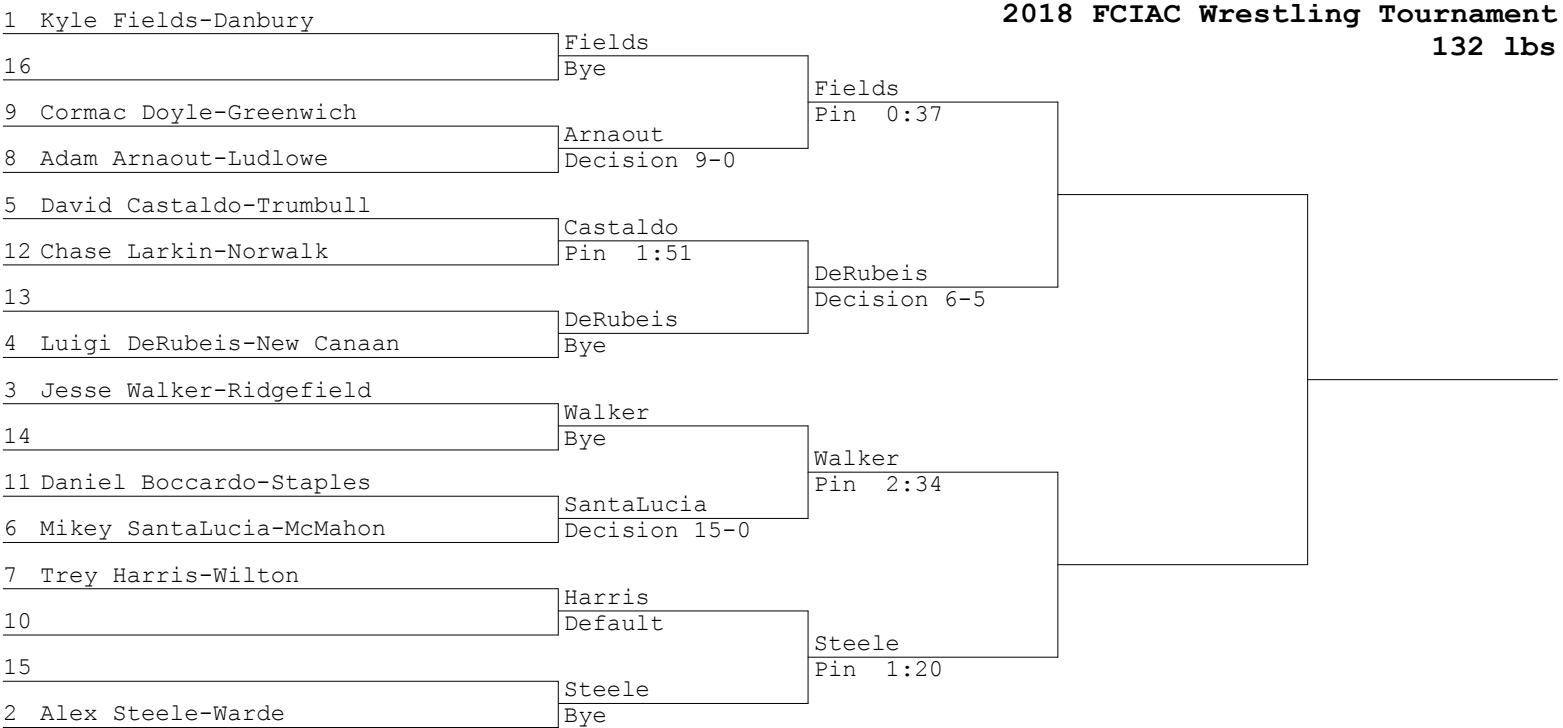 2018 FCIAC Wrestling Tournament
132 lbs
1 Kyle Fields-Danbury
16
9 Cormac Doyle-Greenwich
8 Adam Arnaout-Ludlowe
5 David Castaldo-Trumbull
12 Chase Larkin-Norwalk
13
4 Luigi DeRubeis-New Canaan
3 Jesse Walker-Ridgefield
14
11 Daniel Boccardo-Staples
6 Mikey SantaLucia-McMahon
7 Trey Harris-Wilton
10
15
2 Alex Steele-Warde
Fields
Bye
Arnaout
Decision 9-0
Castaldo
Pin 1:51
DeRubeis
Bye
Walker
Bye
SantaLucia
Decision 15-0
Harris
Default
Steele
Bye
Fields
Pin 0:37
DeRubeis
Decision 6-5
Walker
Pin 2:34
Steele
Pin 1:20